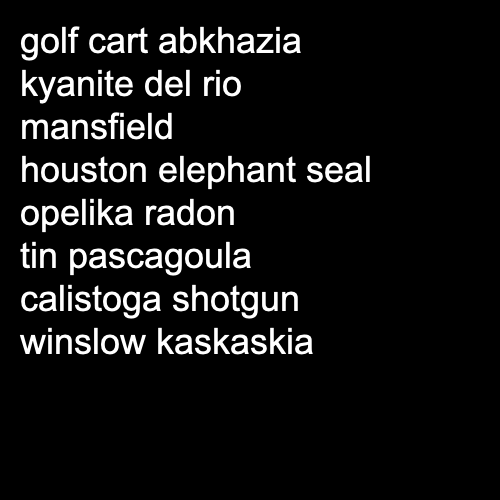 golf cart abkhazia
kyanite del rio
mansfield
houston elephant seal
opelika radon
tin pascagoula
calistoga shotgun
winslow kaskaskia